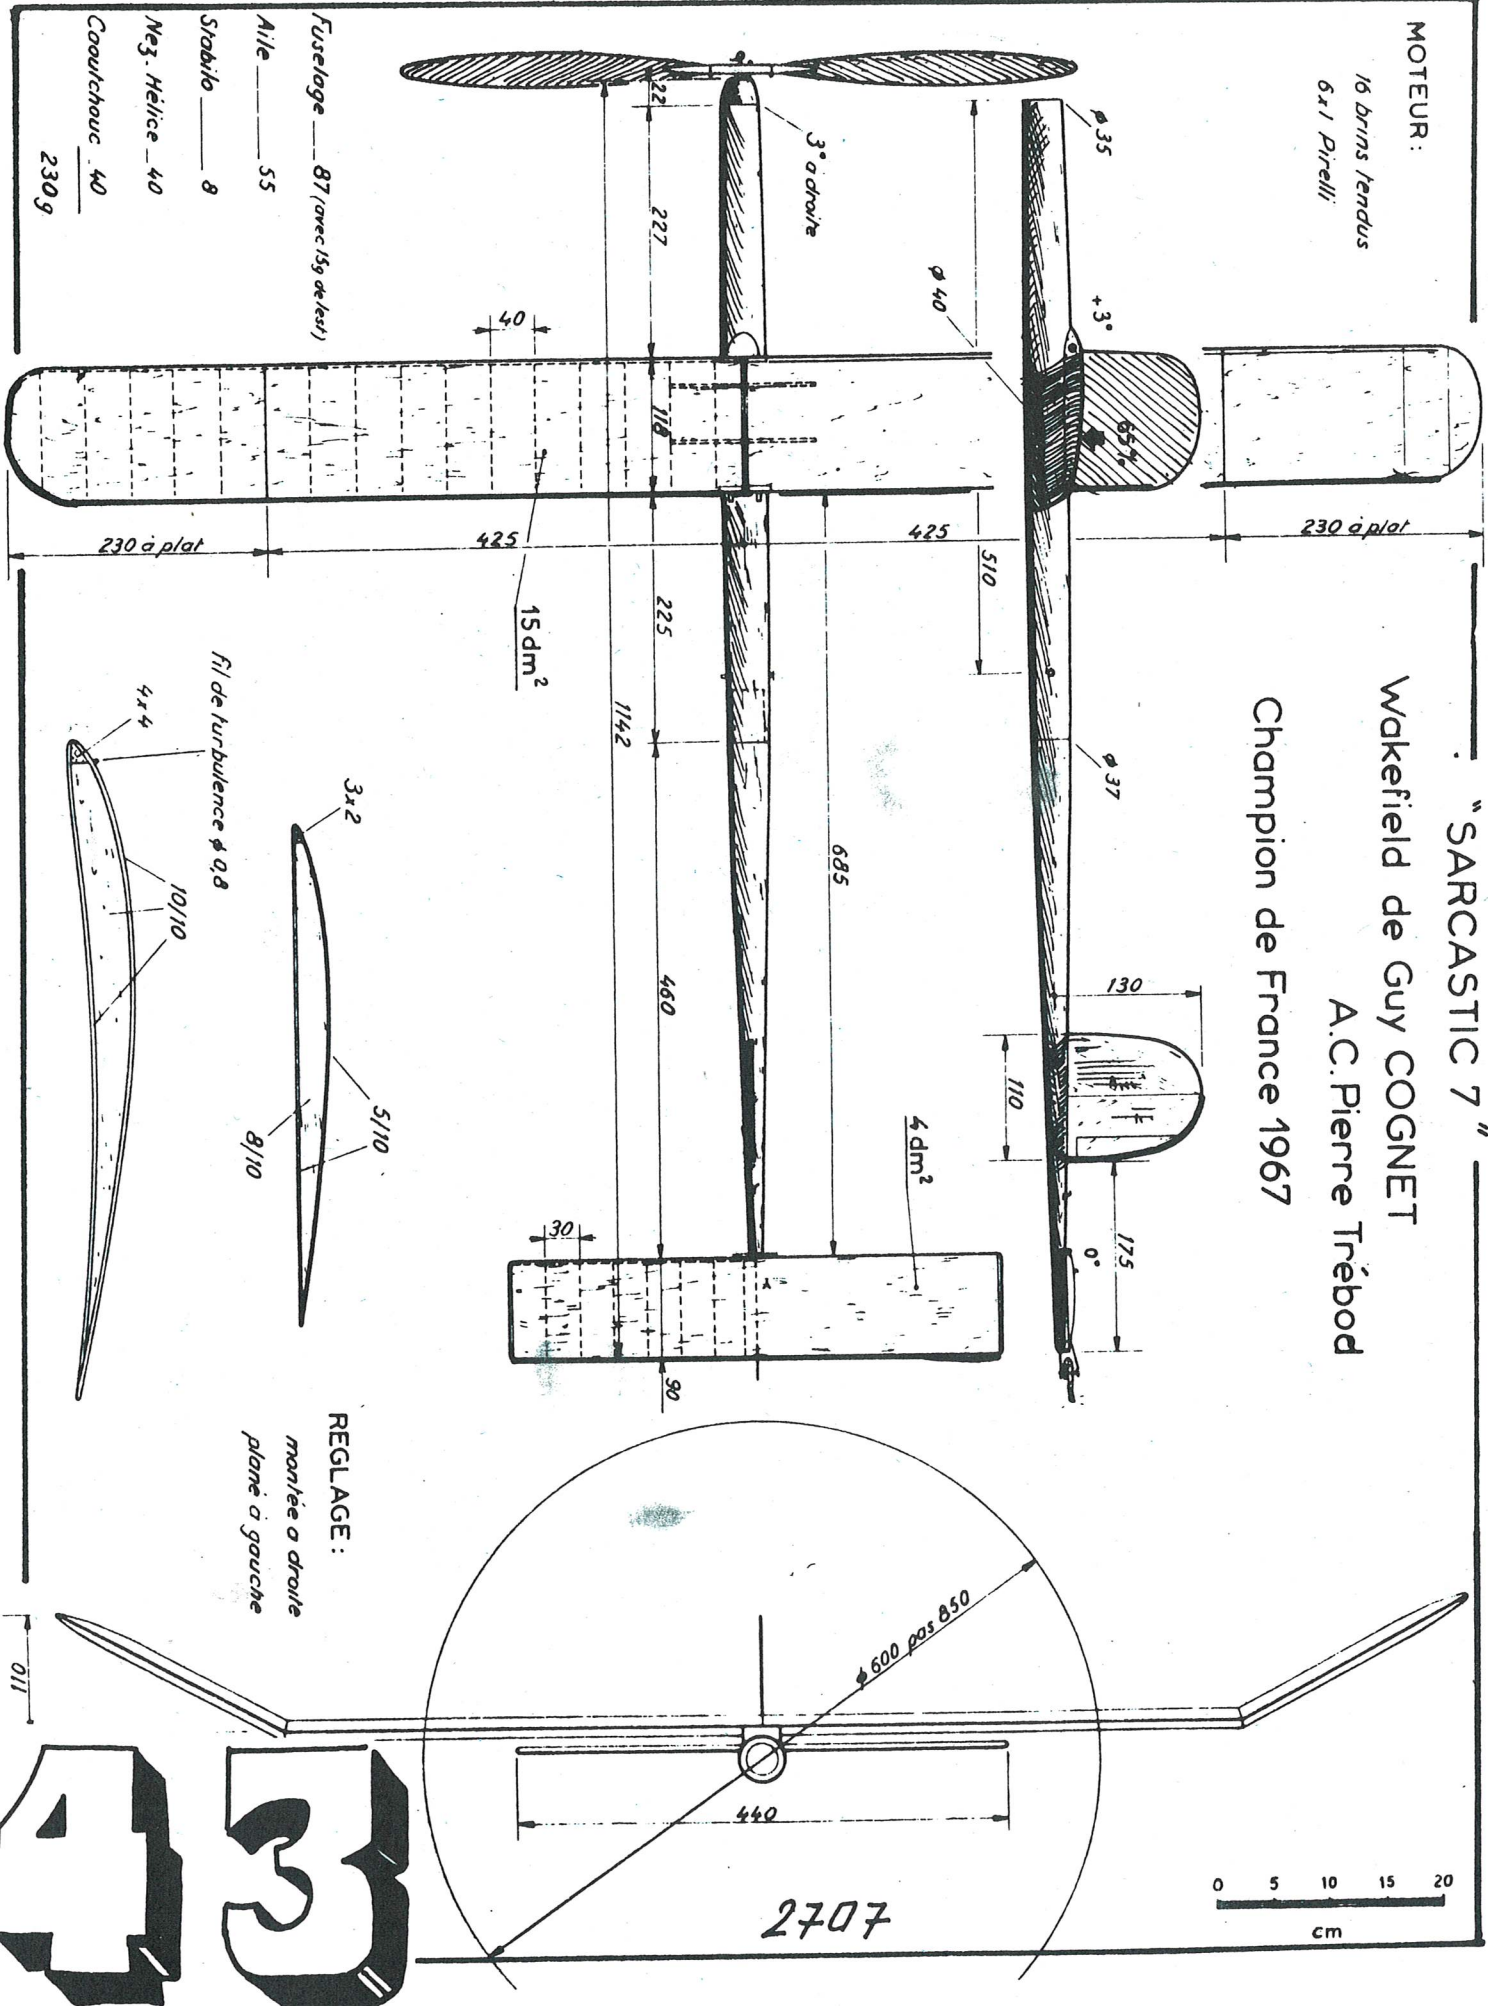 "SARCASTIC 7"
Wakefield de Guy COGNET
A.C. Pierre Trébod
Champion de France 1967
MOTEUR:
16 brins tendus
6x1 Pirelli
ø 35
+3°
65%
ø 40
ø 37
510
130
110
175
0°
22
3° à droite
227
118
40
230 à plat
425
425
230 à plat
15 dm²
225
1142
685
460
4 dm²
30
90
Fuselage 87 (avec 15g de lest)
Aile 55
Stabilo 8
Nez. Hélice 40
Caoutchouc 40
230g
fil de turbulence ø 0,8
4x4
10/10
3x2
5/10
8/10
REGLAGE:
montée à droite
plané à gauche
ø 600 pas 850
440
110
0 5 10 15 20
cm
2707
43